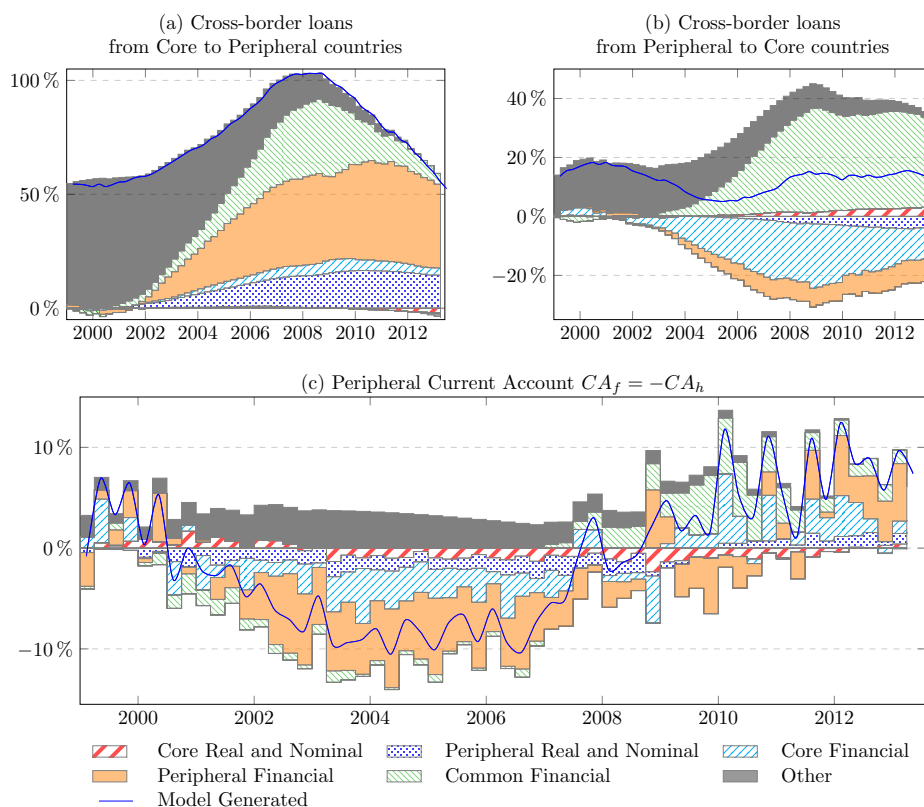 (a) Cross-border loans
from Core to Peripheral countries
(b) Cross-border loans
from Peripheral to Core countries
100 %
50 %
0 %
2000 2002 2004 2006 2008 2010 2012
40 %
20 %
0 %
−20 %
2000 2002 2004 2006 2008 2010 2012
(c) Peripheral Current Account CA_f = −CA_h
10 %
0 %
−10 %
2000 2002 2004 2006 2008 2010 2012
Core Real and Nominal Peripheral Real and Nominal Core Financial
Peripheral Financial Common Financial Other
Model Generated